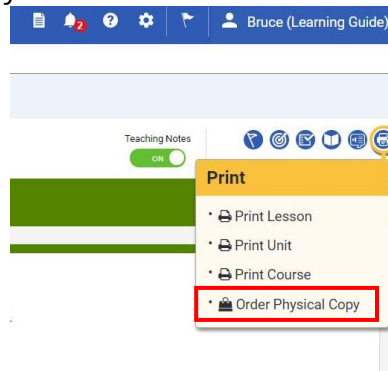 2
?
Bruce (Learning Guide)
Teaching Notes
ON
Print
Print Lesson
Print Unit
Print Course
Order Physical Copy